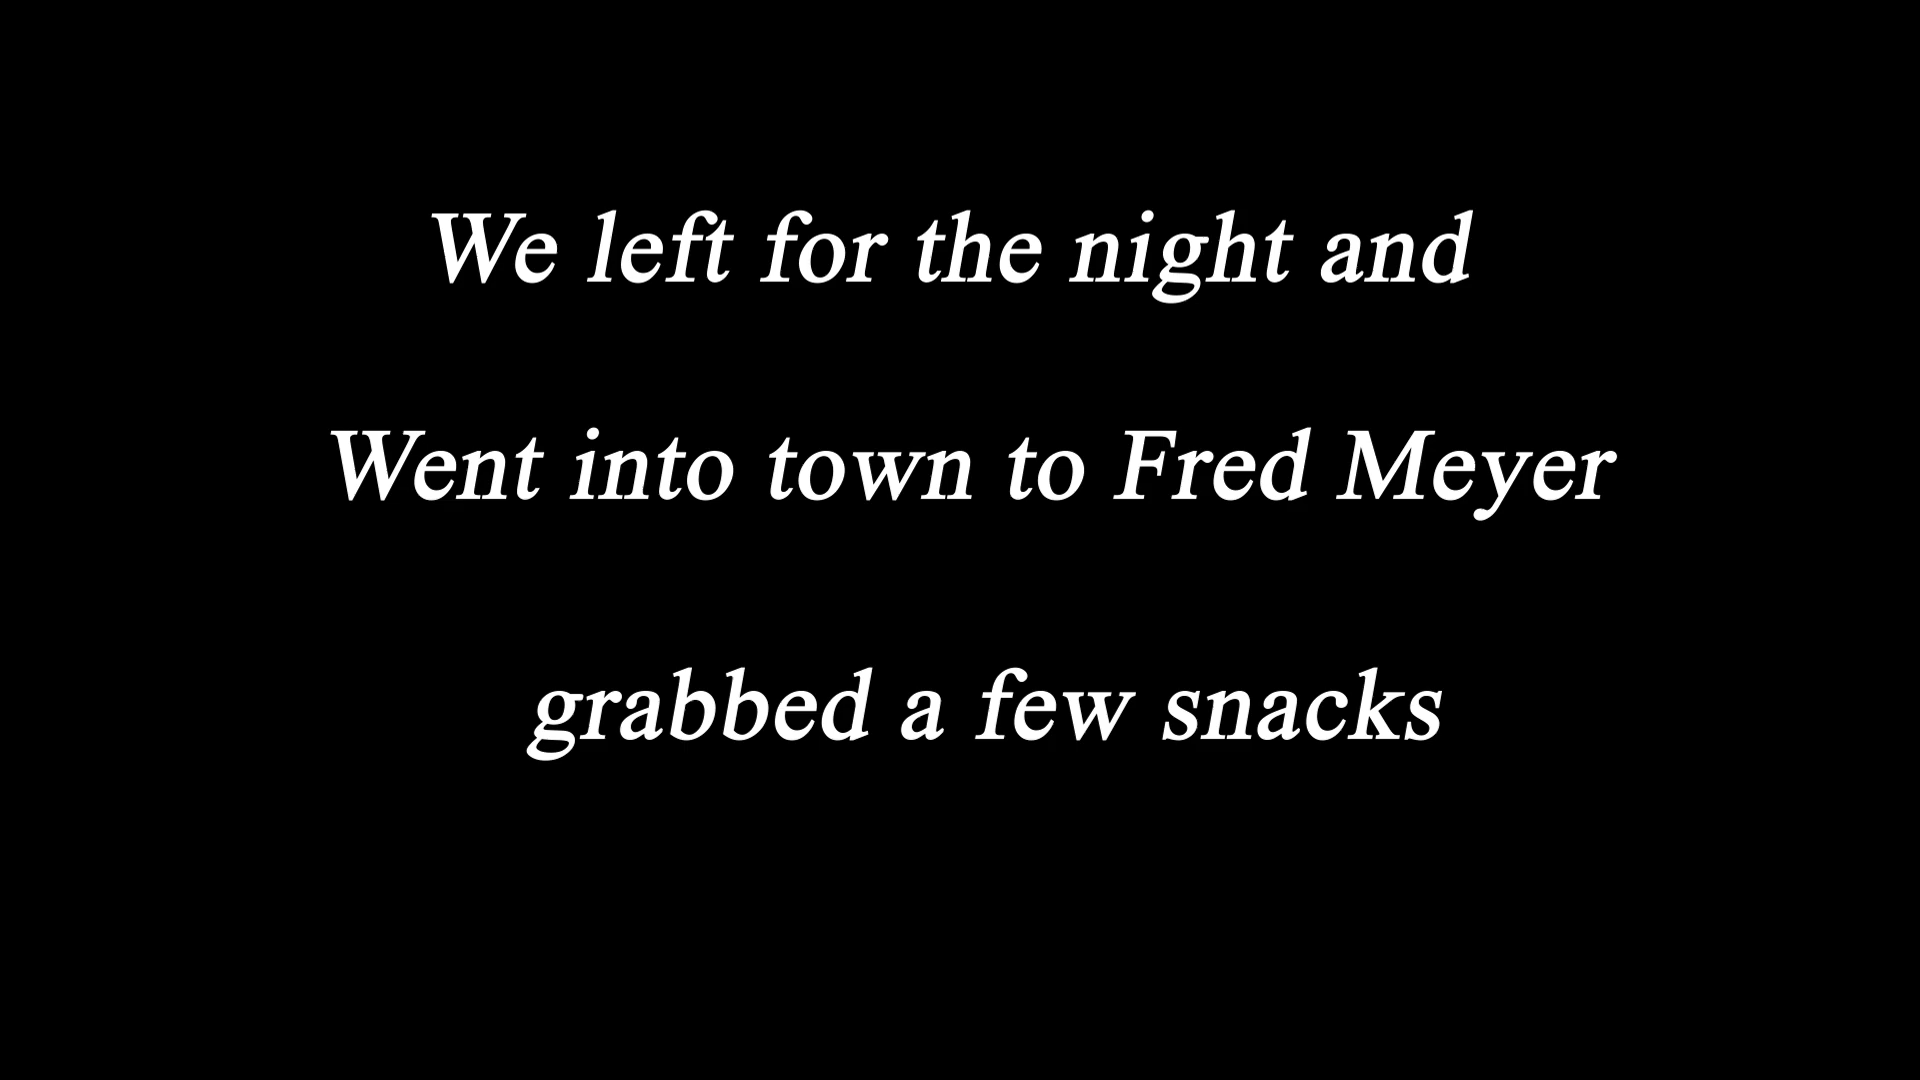 We left for the night and
Went into town to Fred Meyer
grabbed a few snacks